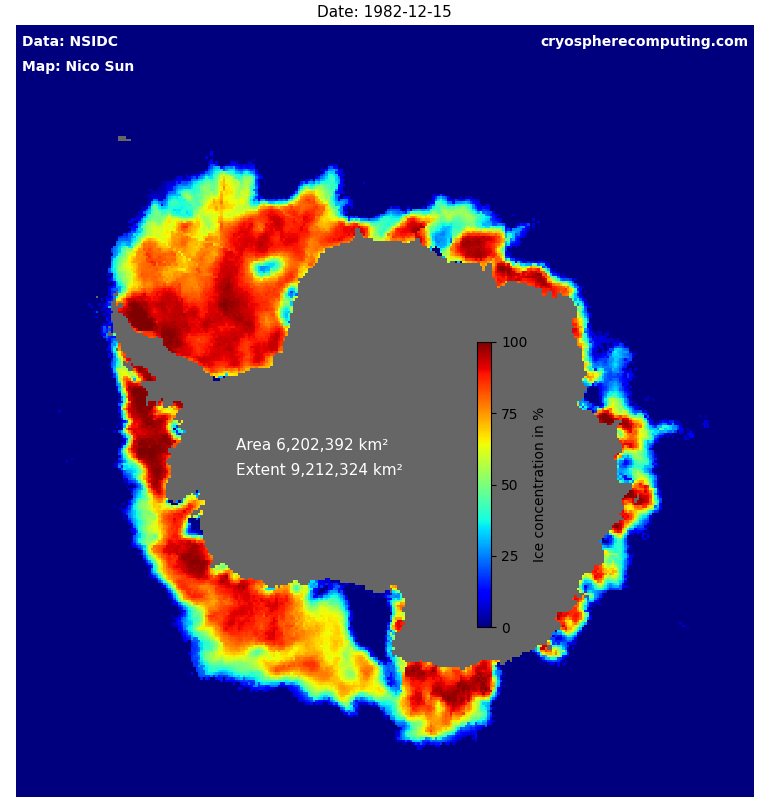 Date: 1982-12-15
Data: NSIDC
cryospherecomputing.com
Map: Nico Sun
Area 6,202,392 km²
Extent 9,212,324 km²
100
75
50
25
0
Ice concentration in %